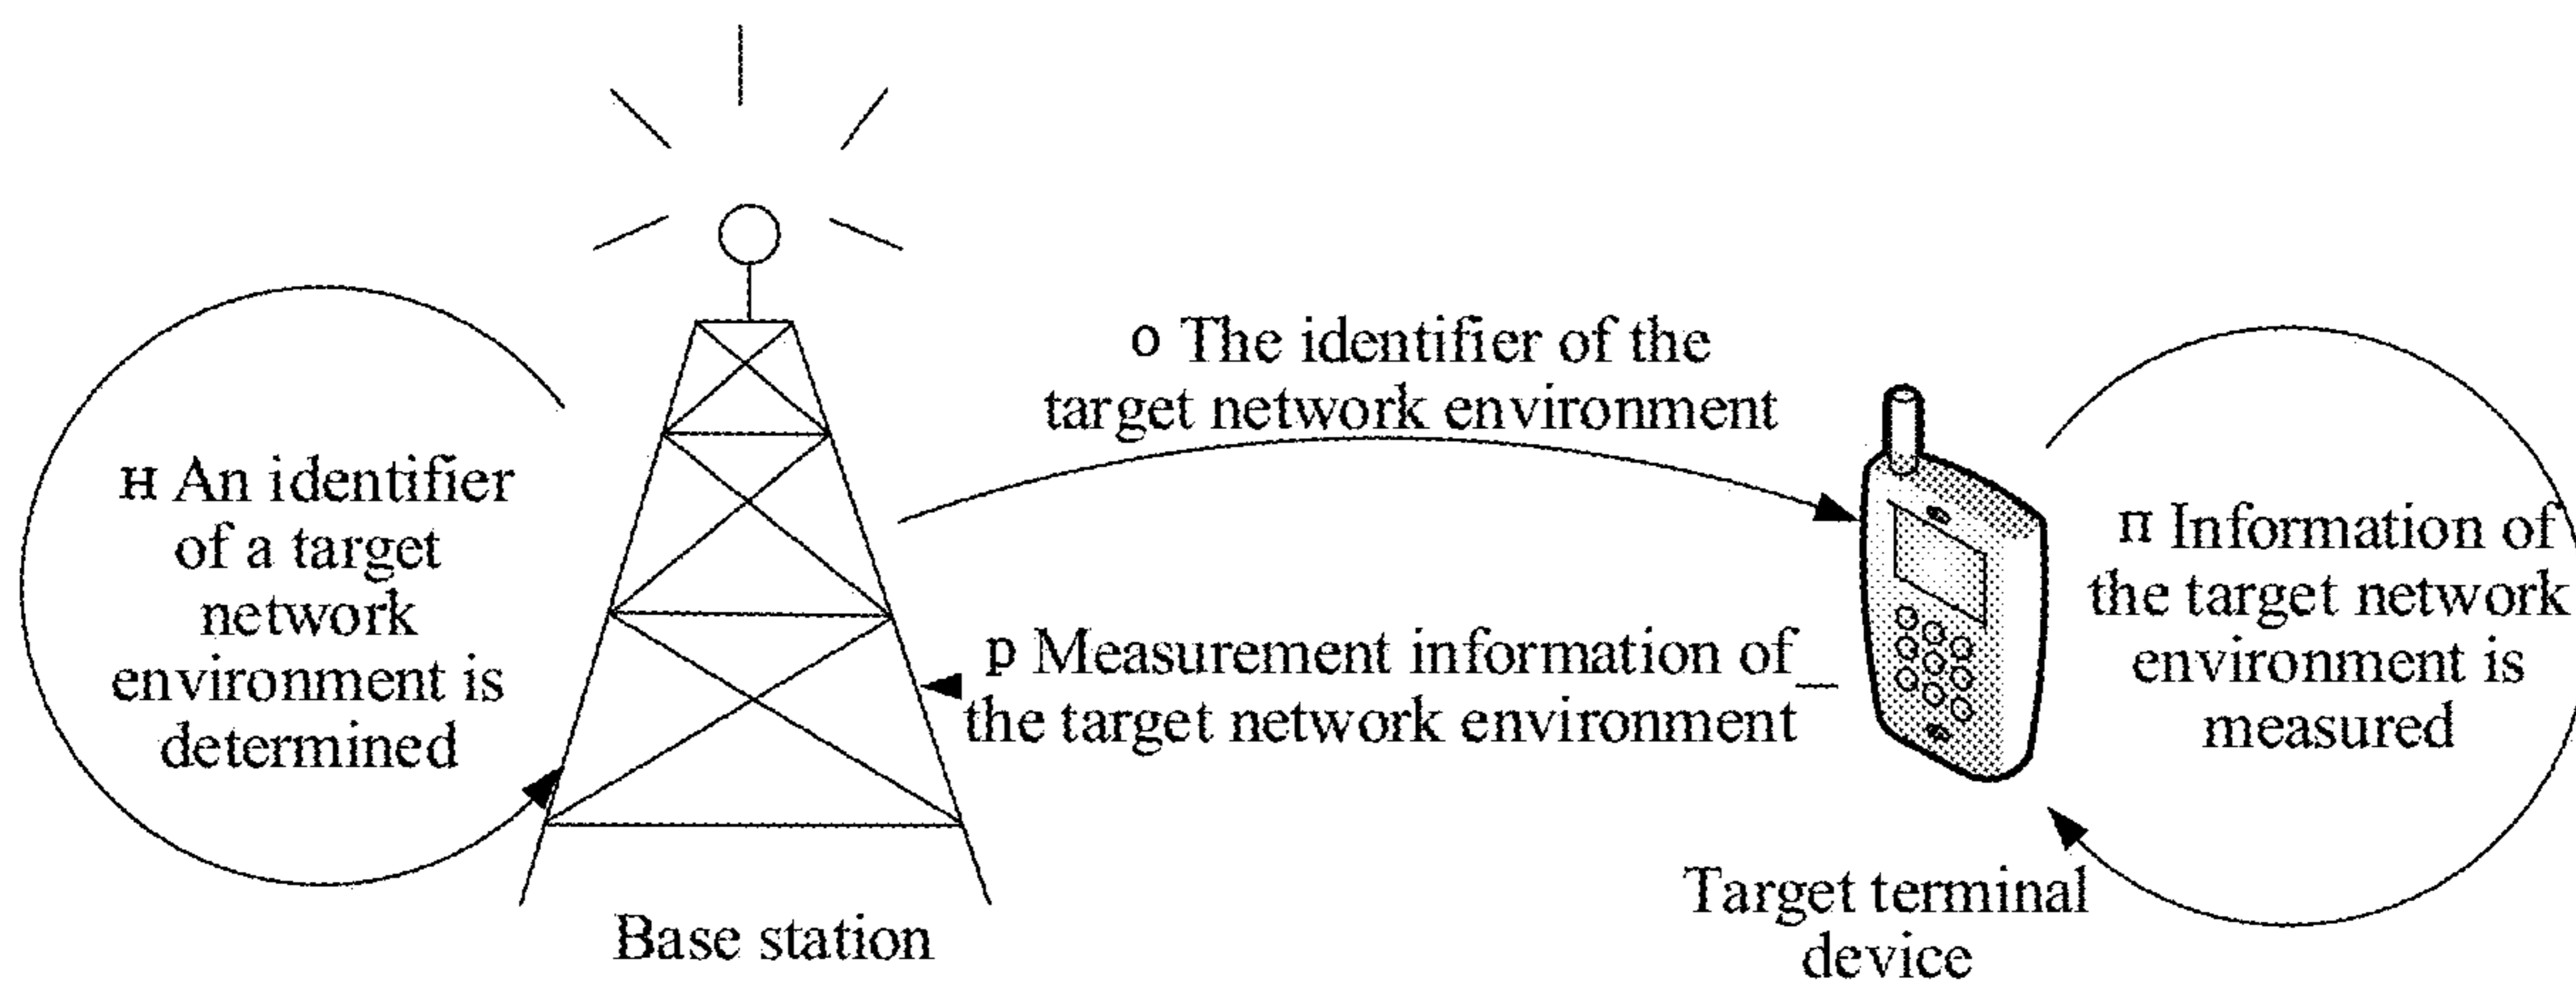 н An identifier
of a target
network
environment is
determined
о The identifier of the
target network environment
р Measurement information of
the target network environment
п Information of
the target network
environment is
measured
Base station
Target terminal
device